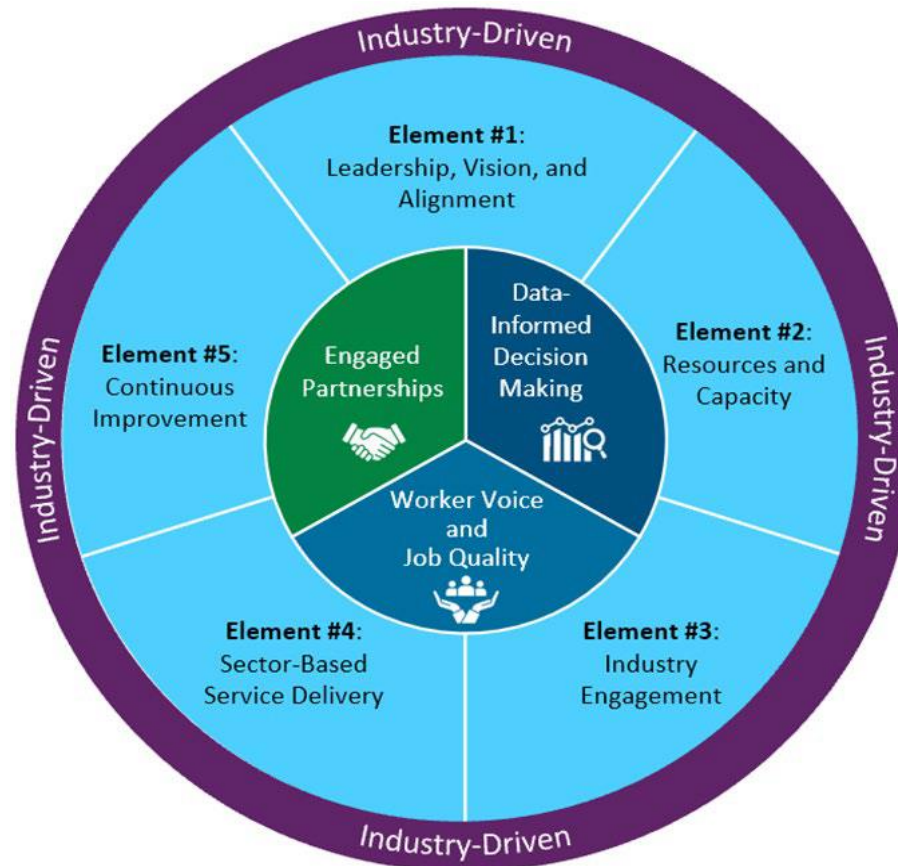 Industry-Driven
Element #1:
Leadership, Vision, and
Alignment
Element #2:
Resources and
Capacity
Element #3:
Industry
Engagement
Element #4:
Sector-Based
Service Delivery
Element #5:
Continuous
Improvement
Engaged
Partnerships
Data-
Informed
Decision
Making
Worker Voice
and
Job Quality
Industry-Driven
Industry-Driven
Industry-Driven